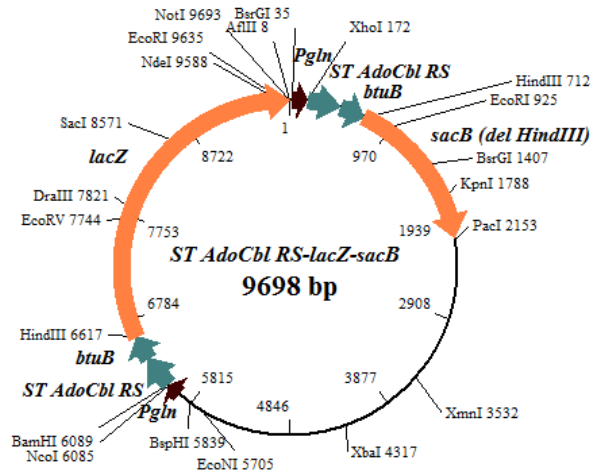 NotI 9693
BsrGI 35
AflII 8
XhoI 172
EcoRI 9635
Pgln
NdeI 9588
ST AdoCbl RS
btuB
HindIII 712
EcoRI 925
1
SacI 8571
sacB (del HindIII)
8722
970
lacZ
BsrGI 1407
KpnI 1788
DraIII 7821
EcoRV 7744
7753
1939
PacI 2153
ST AdoCbl RS-lacZ-sacB
9698 bp
6784
2908
HindIII 6617
btuB
5815
3877
ST AdoCbl RS
4846
XmnI 3532
Pgln
BamHI 6089
BspHI 5839
XbaI 4317
NcoI 6085
EcoNI 5705